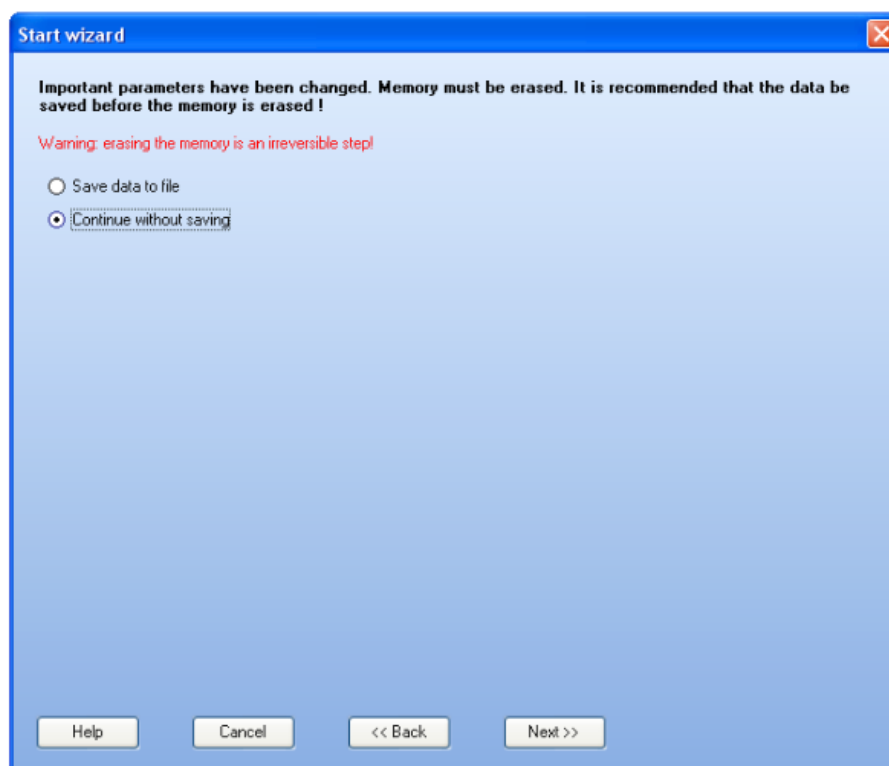 Start wizard
Important parameters have been changed. Memory must be erased. It is recommended that the data be
saved before the memory is erased !
Warning: erasing the memory is an irreversible step!
Save data to file
Continue without saving
Help Cancel << Back Next >>